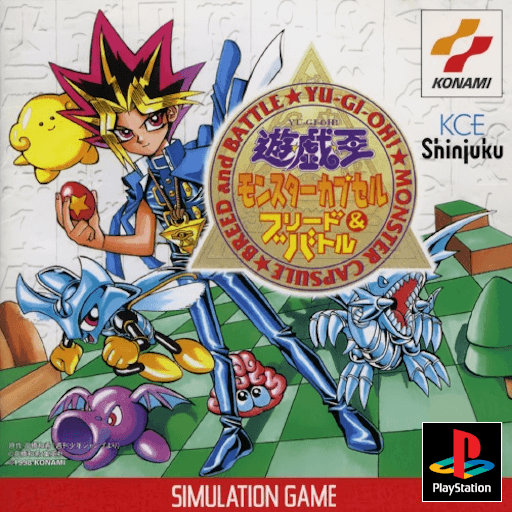 KONAMI
KCE
Shinjuku
BREED and BATTLE★YU-GI-OH!★MONSTER CAPSULE★
YU-GI-OH!
遊戯王
モンスターカプセル
ブリード&
バトル
1998 KONAMI
SIMULATION GAME
PlayStation